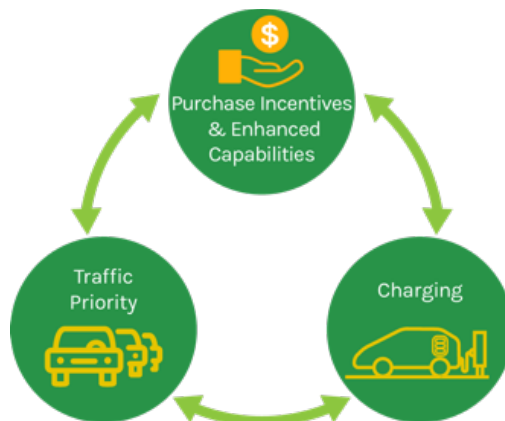 $
Purchase Incentives
& Enhanced
Capabilities
Traffic
Priority
Charging